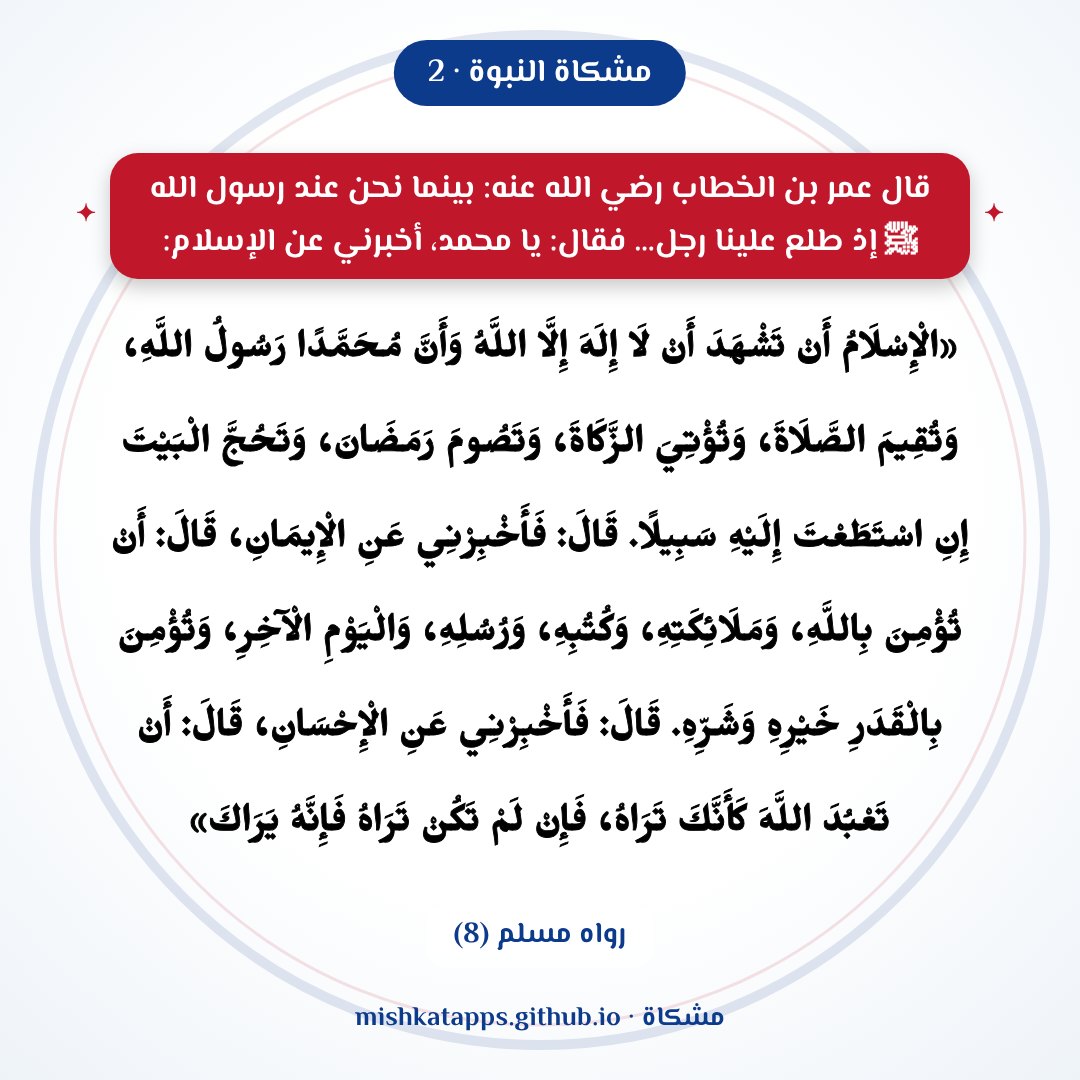 مشكاة النبوة · 2
قال عمر بن الخطاب رضي الله عنه: بينما نحن عند رسول الله
ﷺ إذ طلع علينا رجل... فقال: يا محمد، أخبرني عن الإسلام:
«الْإِسْلَامُ أَنْ تَشْهَدَ أَنْ لَا إِلَهَ إِلَّا اللَّهُ وَأَنَّ مُحَمَّدًا رَسُولُ اللَّهِ،
وَتُقِيمَ الصَّلَاةَ، وَتُؤْتِيَ الزَّكَاةَ، وَتَصُومَ رَمَضَانَ، وَتَحُجَّ الْبَيْتَ
إِنِ اسْتَطَعْتَ إِلَيْهِ سَبِيلًا. قَالَ: فَأَخْبِرْنِي عَنِ الْإِيمَانِ، قَالَ: أَنْ
تُؤْمِنَ بِاللَّهِ، وَمَلَائِكَتِهِ، وَكُتُبِهِ، وَرُسُلِهِ، وَالْيَوْمِ الْآخِرِ، وَتُؤْمِنَ
بِالْقَدَرِ خَيْرِهِ وَشَرِّهِ. قَالَ: فَأَخْبِرْنِي عَنِ الْإِحْسَانِ، قَالَ: أَنْ
تَعْبُدَ اللَّهَ كَأَنَّكَ تَرَاهُ، فَإِنْ لَمْ تَكُنْ تَرَاهُ فَإِنَّهُ يَرَاكَ»
رواه مسلم (8)
مشكاة · mishkatapps.github.io